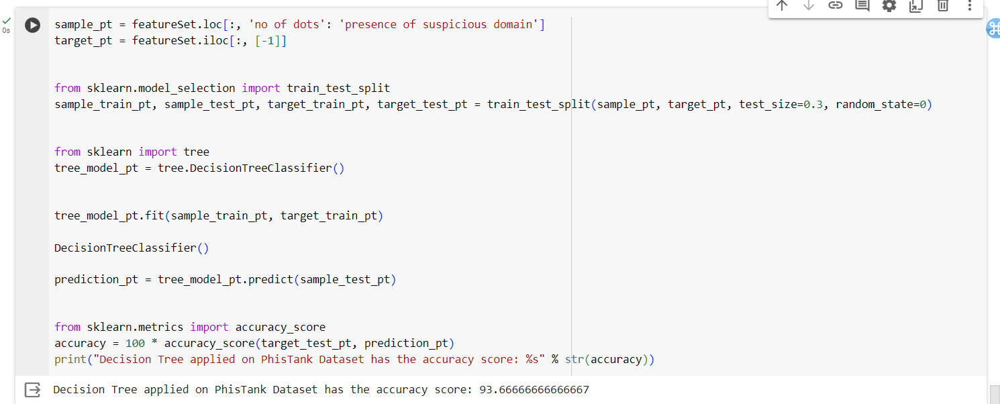 0s
sample_pt = featureSet.loc[:, 'no of dots': 'presence of suspicious domain']
target_pt = featureSet.iloc[:, [-1]]
from sklearn.model_selection import train_test_split
sample_train_pt, sample_test_pt, target_train_pt, target_test_pt = train_test_split(sample_pt, target_pt, test_size=0.3, random_state=0)
from sklearn import tree
tree_model_pt = tree.DecisionTreeClassifier()
tree_model_pt.fit(sample_train_pt, target_train_pt)
DecisionTreeClassifier()
prediction_pt = tree_model_pt.predict(sample_test_pt)
from sklearn.metrics import accuracy_score
accuracy = 100 * accuracy_score(target_test_pt, prediction_pt)
print("Decision Tree applied on PhisTank Dataset has the accuracy score: %s" % str(accuracy))
Decision Tree applied on PhisTank Dataset has the accuracy score: 93.66666666666667